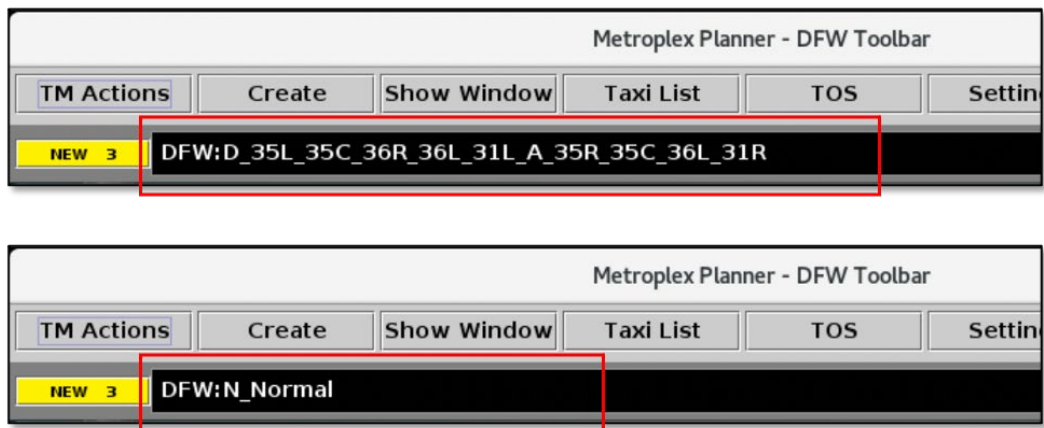 Metroplex Planner - DFW Toolbar
TM Actions Create Show Window Taxi List TOS
NEW 3 DFW:D_35L_35C_36R_36L_31L_A_35R_35C_36L_31R
Metroplex Planner - DFW Toolbar
TM Actions Create Show Window Taxi List TOS
NEW 3 DFW:N_Normal